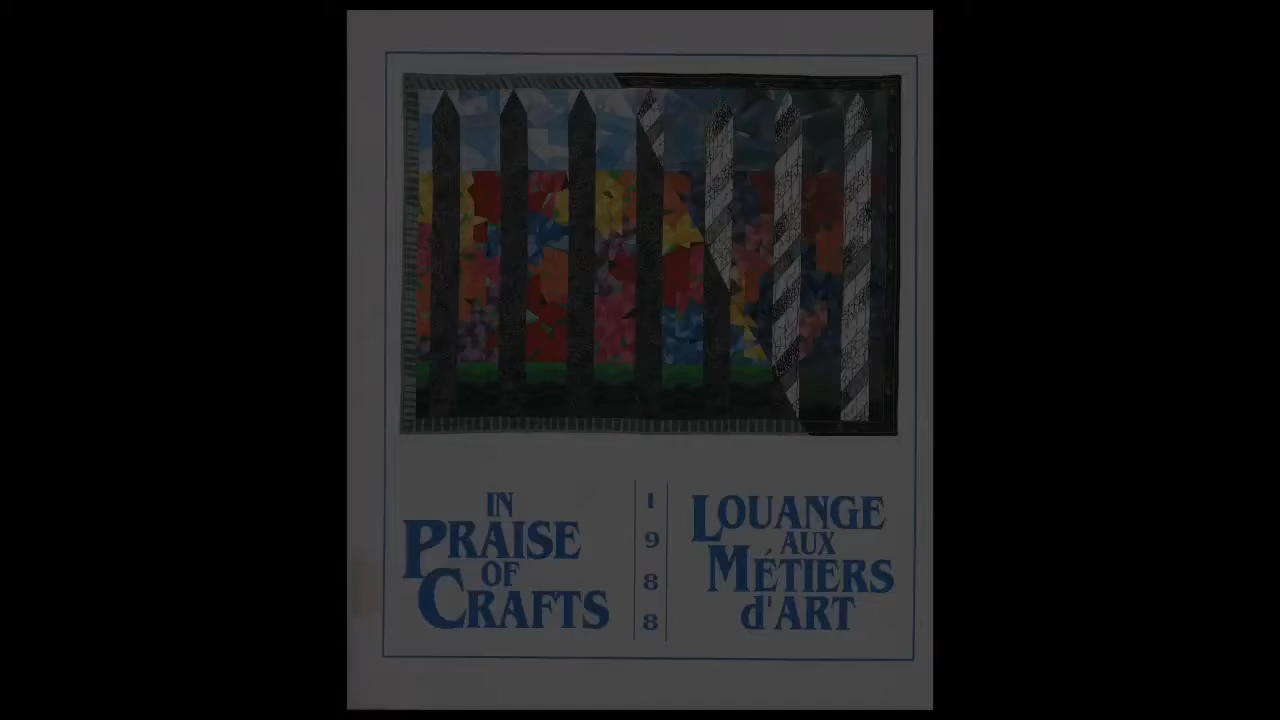 IN
PRAISE
OF
CRAFTS
1
9
8
8
LOUANGE
AUX
MÉTIERS
d'ART